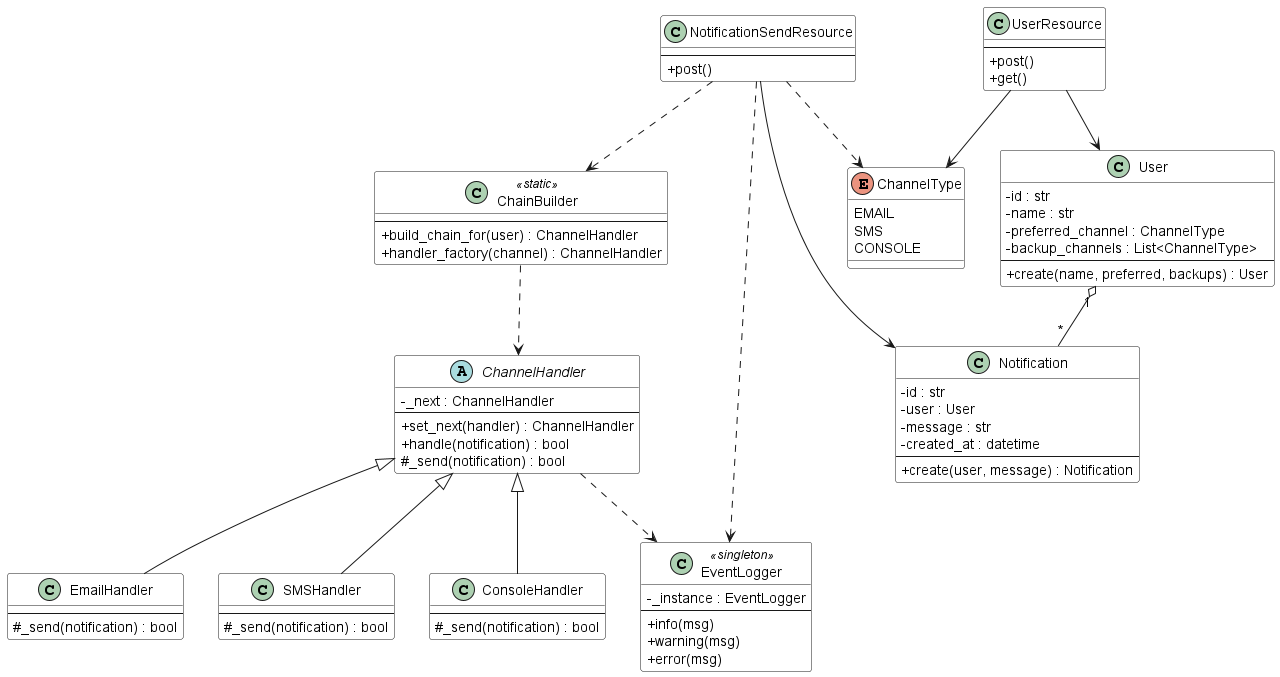 C NotificationSendResource
+post()
C UserResource
+post()
+get()
«static»
C ChainBuilder
+build_chain_for(user) : ChannelHandler
+handler_factory(channel) : ChannelHandler
E ChannelType
EMAIL
SMS
CONSOLE
C User
-id : str
-name : str
-preferred_channel : ChannelType
-backup_channels : List<ChannelType>
+create(name, preferred, backups) : User
1
*
A ChannelHandler
-_next : ChannelHandler
+set_next(handler) : ChannelHandler
+handle(notification) : bool
#_send(notification) : bool
C Notification
-id : str
-user : User
-message : str
-created_at : datetime
+create(user, message) : Notification
C EmailHandler
#_send(notification) : bool
C SMSHandler
#_send(notification) : bool
C ConsoleHandler
#_send(notification) : bool
«singleton»
C EventLogger
-_instance : EventLogger
+info(msg)
+warning(msg)
+error(msg)